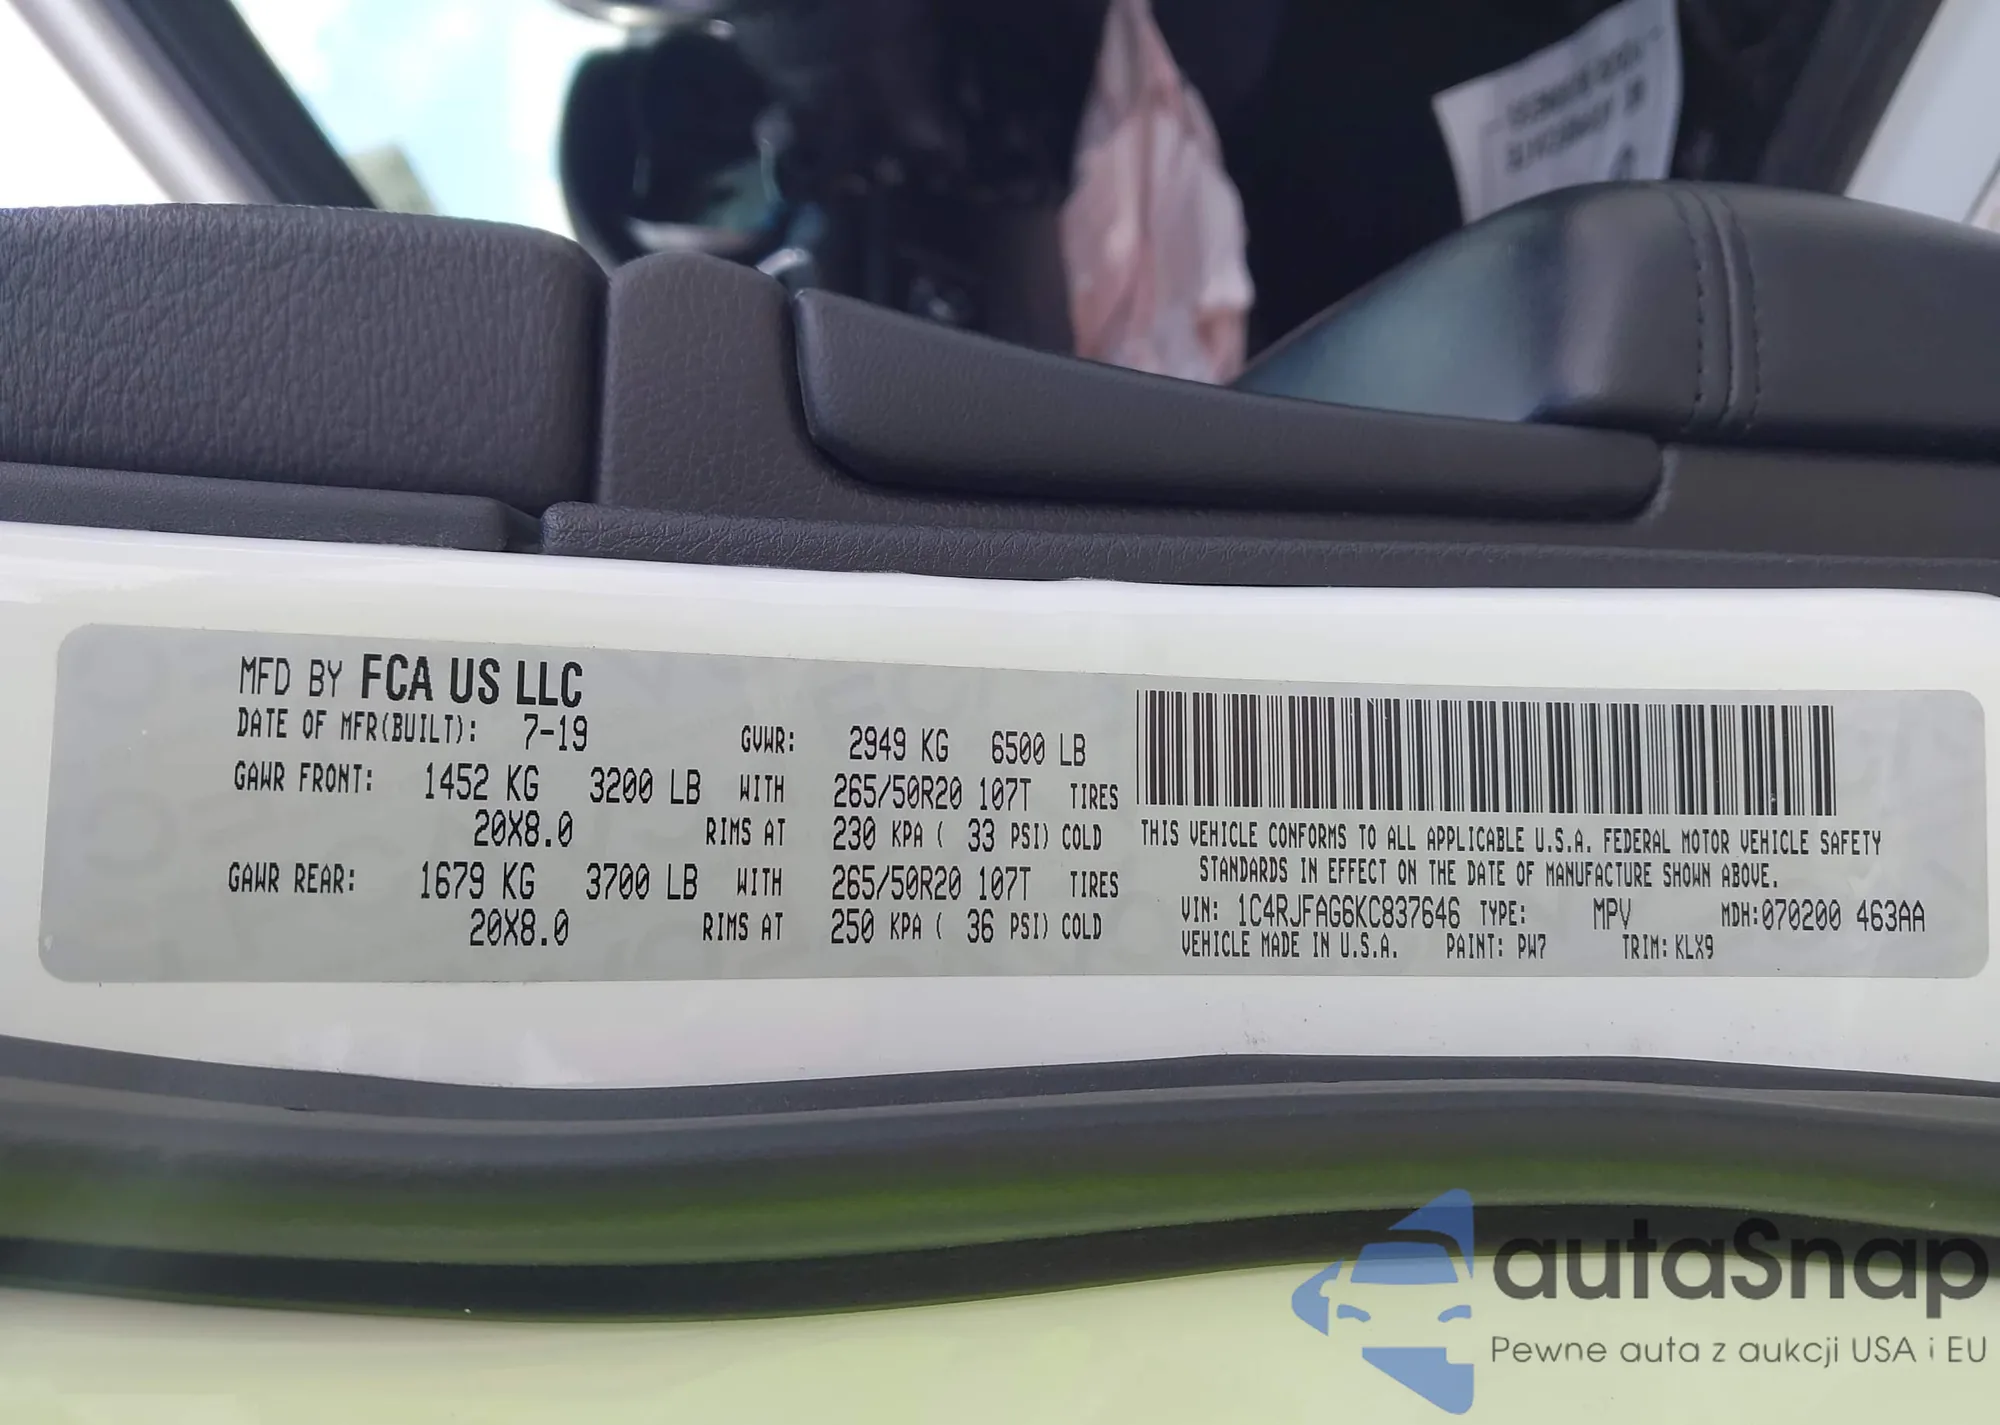 MFD BY FCA US LLC
DATE OF MFR(BUILT): 7-19 GVWR: 2949 KG 6500 LB
GAWR FRONT: 1452 KG 3200 LB WITH 265/50R20 107T TIRES
20X8.0 RIMS AT 230 KPA ( 33 PSI) COLD
GAWR REAR: 1679 KG 3700 LB WITH 265/50R20 107T TIRES
20X8.0 RIMS AT 250 KPA ( 36 PSI) COLD
THIS VEHICLE CONFORMS TO ALL APPLICABLE U.S.A. FEDERAL MOTOR VEHICLE SAFETY
STANDARDS IN EFFECT ON THE DATE OF MANUFACTURE SHOWN ABOVE.
VIN: 1C4RJFAG6KC837646 TYPE: MPV MDH:070200 463AA
VEHICLE MADE IN U.S.A. PAINT: PW7 TRIM: KLX9
autaSnap
Pewne auta z aukcji USA i EU